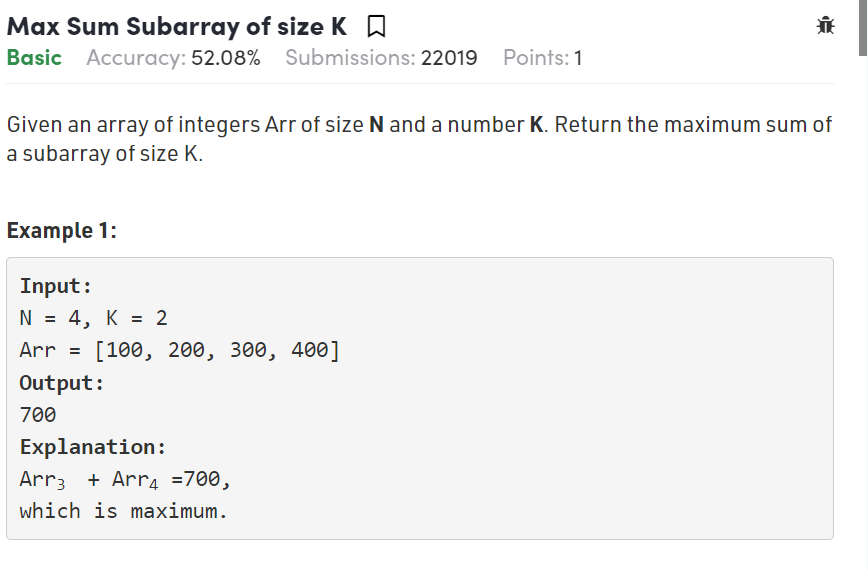 Max Sum Subarray of size K
Basic Accuracy: 52.08% Submissions: 22019 Points: 1
Given an array of integers Arr of size N and a number K. Return the maximum sum of
a subarray of size K.
Example 1:
Input:
N = 4, K = 2
Arr = [100, 200, 300, 400]
Output:
700
Explanation:
Arr₃ + Arr₄ =700,
which is maximum.